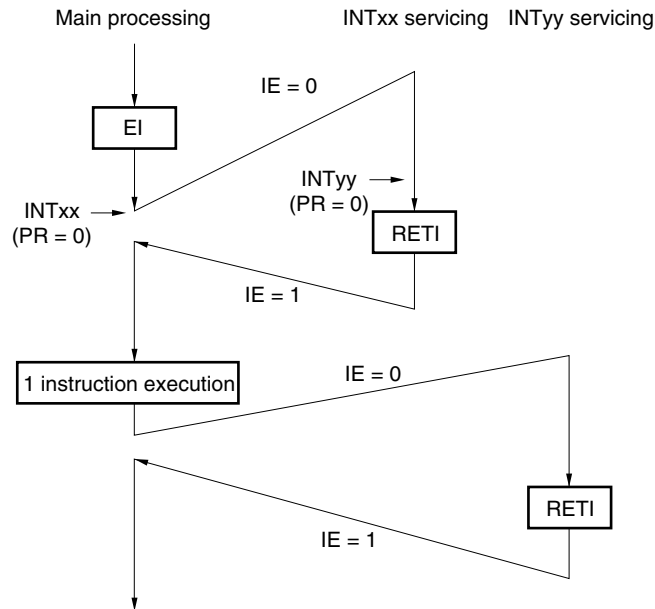 Main processing
INTxx servicing
INTyy servicing
IE = 0
EI
INTyy
(PR = 0)
INTxx
(PR = 0)
RETI
IE = 1
1 instruction execution
IE = 0
RETI
IE = 1